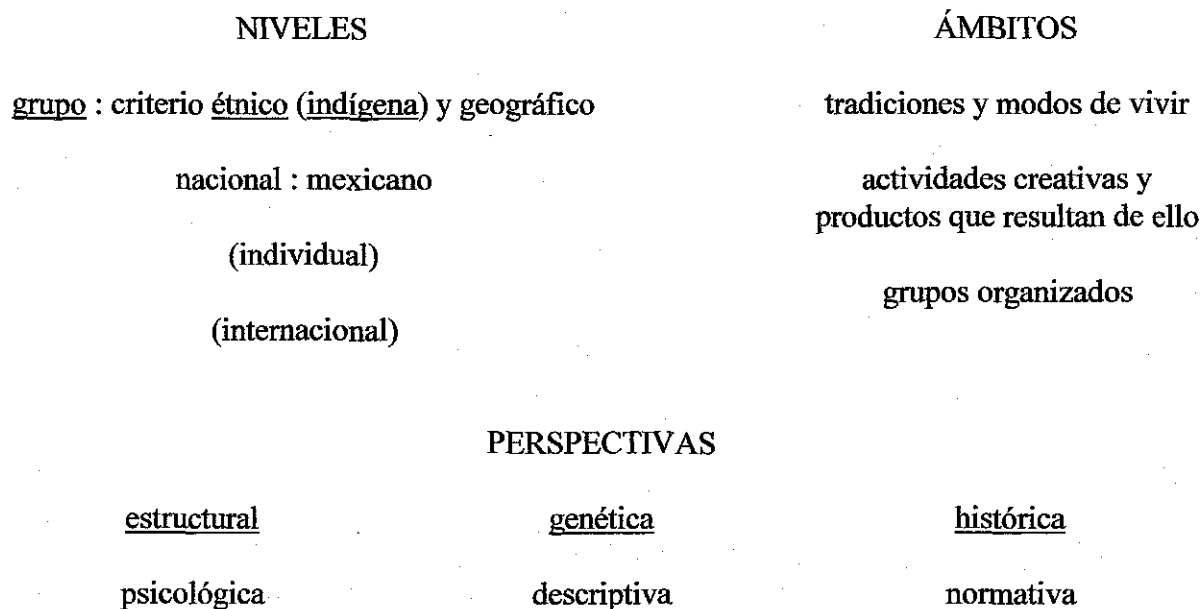 NIVELES
grupo : criterio étnico (indígena) y geográfico
nacional : mexicano
(individual)
(internacional)
ÁMBITOS
tradiciones y modos de vivir
actividades creativas y
productos que resultan de ello
grupos organizados
PERSPECTIVAS
estructural genética histórica
psicológica descriptiva normativa